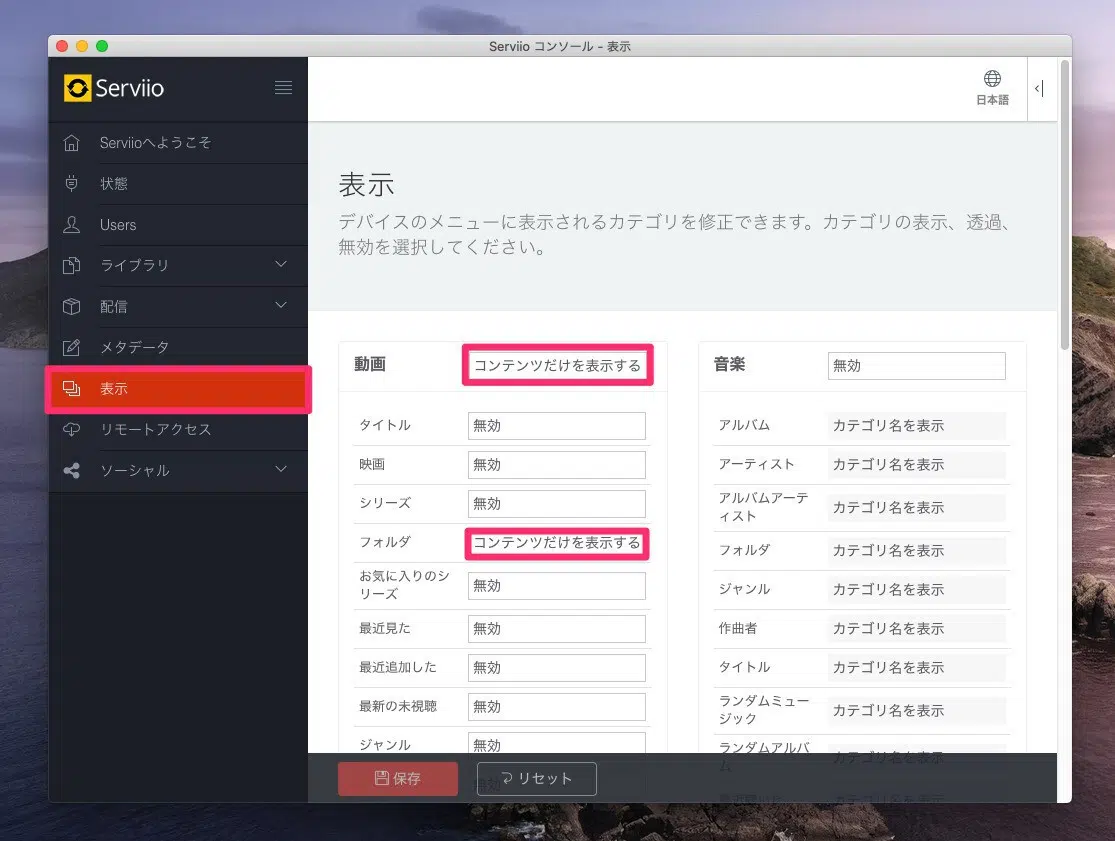 Serviio コンソール - 表示
Serviio
日本語
Serviioへようこそ
状態
Users
ライブラリ
配信
メタデータ
表示
リモートアクセス
ソーシャル
表示
デバイスのメニューに表示されるカテゴリを修正できます。カテゴリの表示、透過、
無効を選択してください。
動画 コンテンツだけを表示する
タイトル 無効
映画 無効
シリーズ 無効
フォルダ コンテンツだけを表示する
お気に入りのシ
リーズ 無効
最近見た 無効
最近追加した 無効
最新の未視聴 無効
ジャンル 無効
無効
音楽 無効
アルバム カテゴリ名を表示
アーティスト カテゴリ名を表示
アルバムアーテ
ィスト カテゴリ名を表示
フォルダ カテゴリ名を表示
ジャンル カテゴリ名を表示
作曲者 カテゴリ名を表示
タイトル カテゴリ名を表示
ランダムミュー
ジック カテゴリ名を表示
ランダムアルバ
ム カテゴリ名を表示
カテゴリ名を表示
保存
リセット